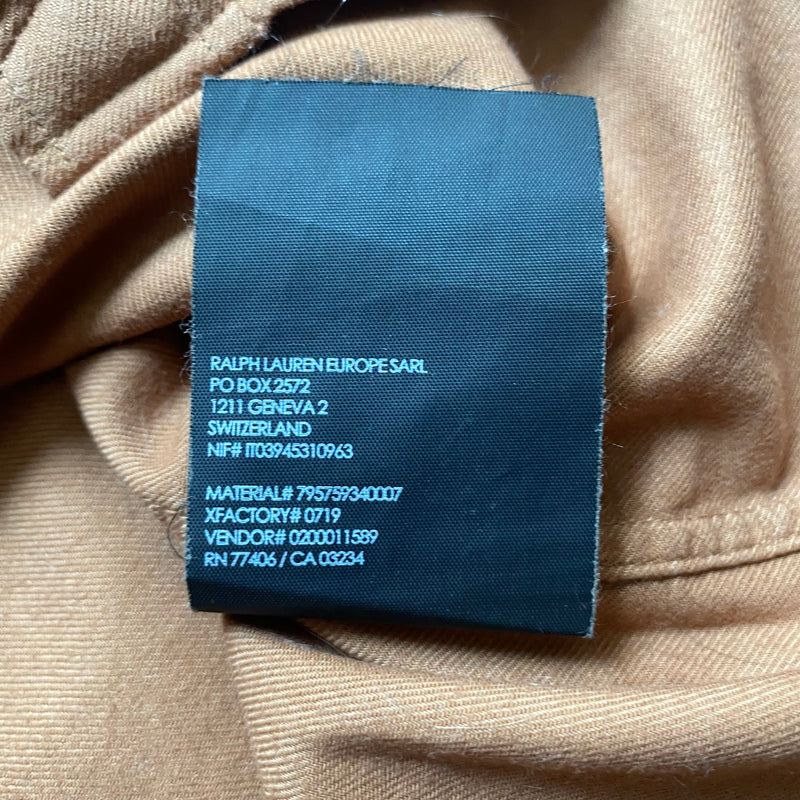 RALPH LAUREN EUROPE SARL
PO BOX 2572
1211 GENEVA 2
SWITZERLAND
NIF# IT03945310963
MATERIAL# 795759340007
XFACTORY# 0719
VENDOR# 0200011589
RN 77406 / CA 03234